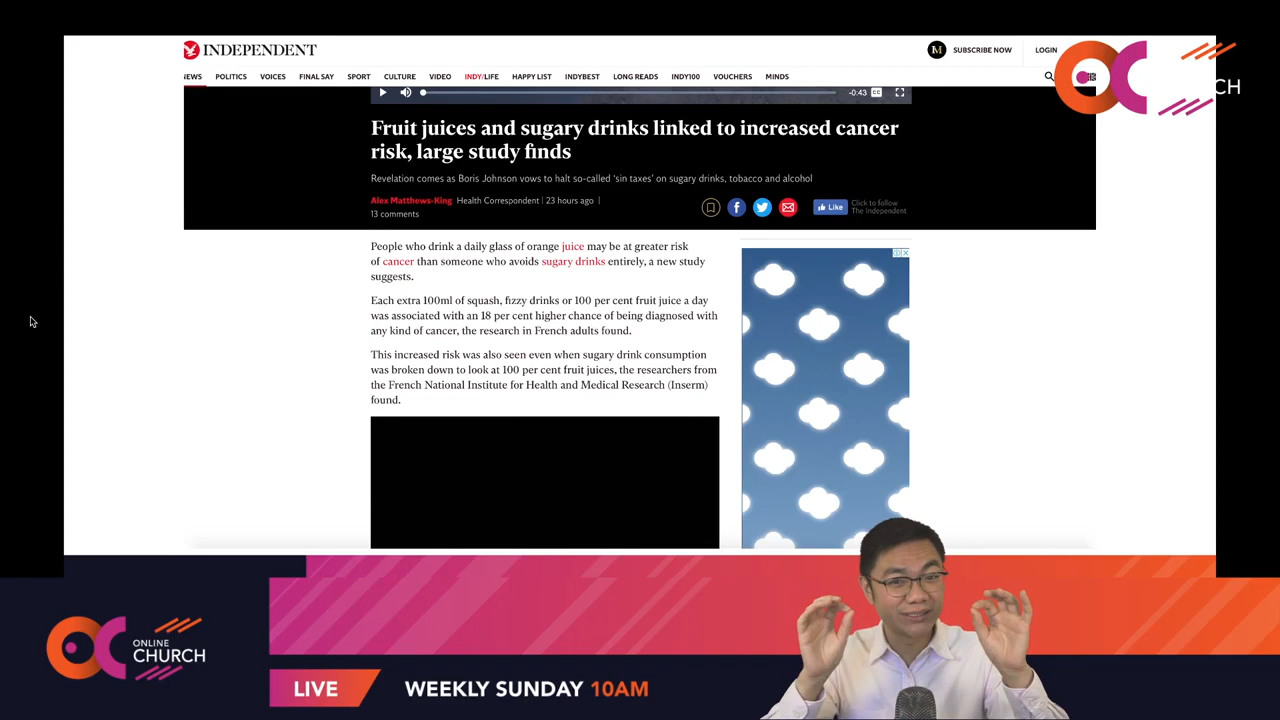 INDEPENDENT
SUBSCRIBE NOW
LOGIN
EWS POLITICS VOICES FINAL SAY SPORT CULTURE VIDEO INDY/LIFE HAPPY LIST INDYBEST LONG READS INDY100 VOUCHERS MINDS
CH
-0:43
Fruit juices and sugary drinks linked to increased cancer
risk, large study finds
Revelation comes as Boris Johnson vows to halt so-called ‘sin taxes’ on sugary drinks, tobacco and alcohol
Alex Matthews-King Health Correspondent | 23 hours ago |
13 comments
Like
Click to follow
The Independent
People who drink a daily glass of orange juice may be at greater risk
of cancer than someone who avoids sugary drinks entirely, a new study
suggests.
Each extra 100ml of squash, fizzy drinks or 100 per cent fruit juice a day
was associated with an 18 per cent higher chance of being diagnosed with
any kind of cancer, the research in French adults found.
This increased risk was also seen even when sugary drink consumption
was broken down to look at 100 per cent fruit juices, the researchers from
the French National Institute for Health and Medical Research (Inserm)
found.
OC ONLINE
CHURCH
LIVE
WEEKLY SUNDAY 10AM